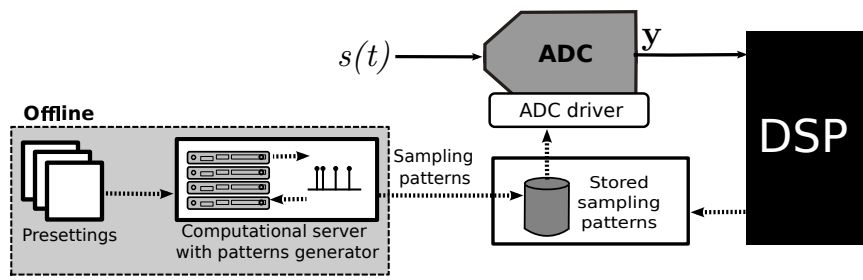 s(t)
ADC
y
ADC driver
DSP
Offline
Presettings
Computational server
with patterns generator
Sampling
patterns
Stored
sampling
patterns